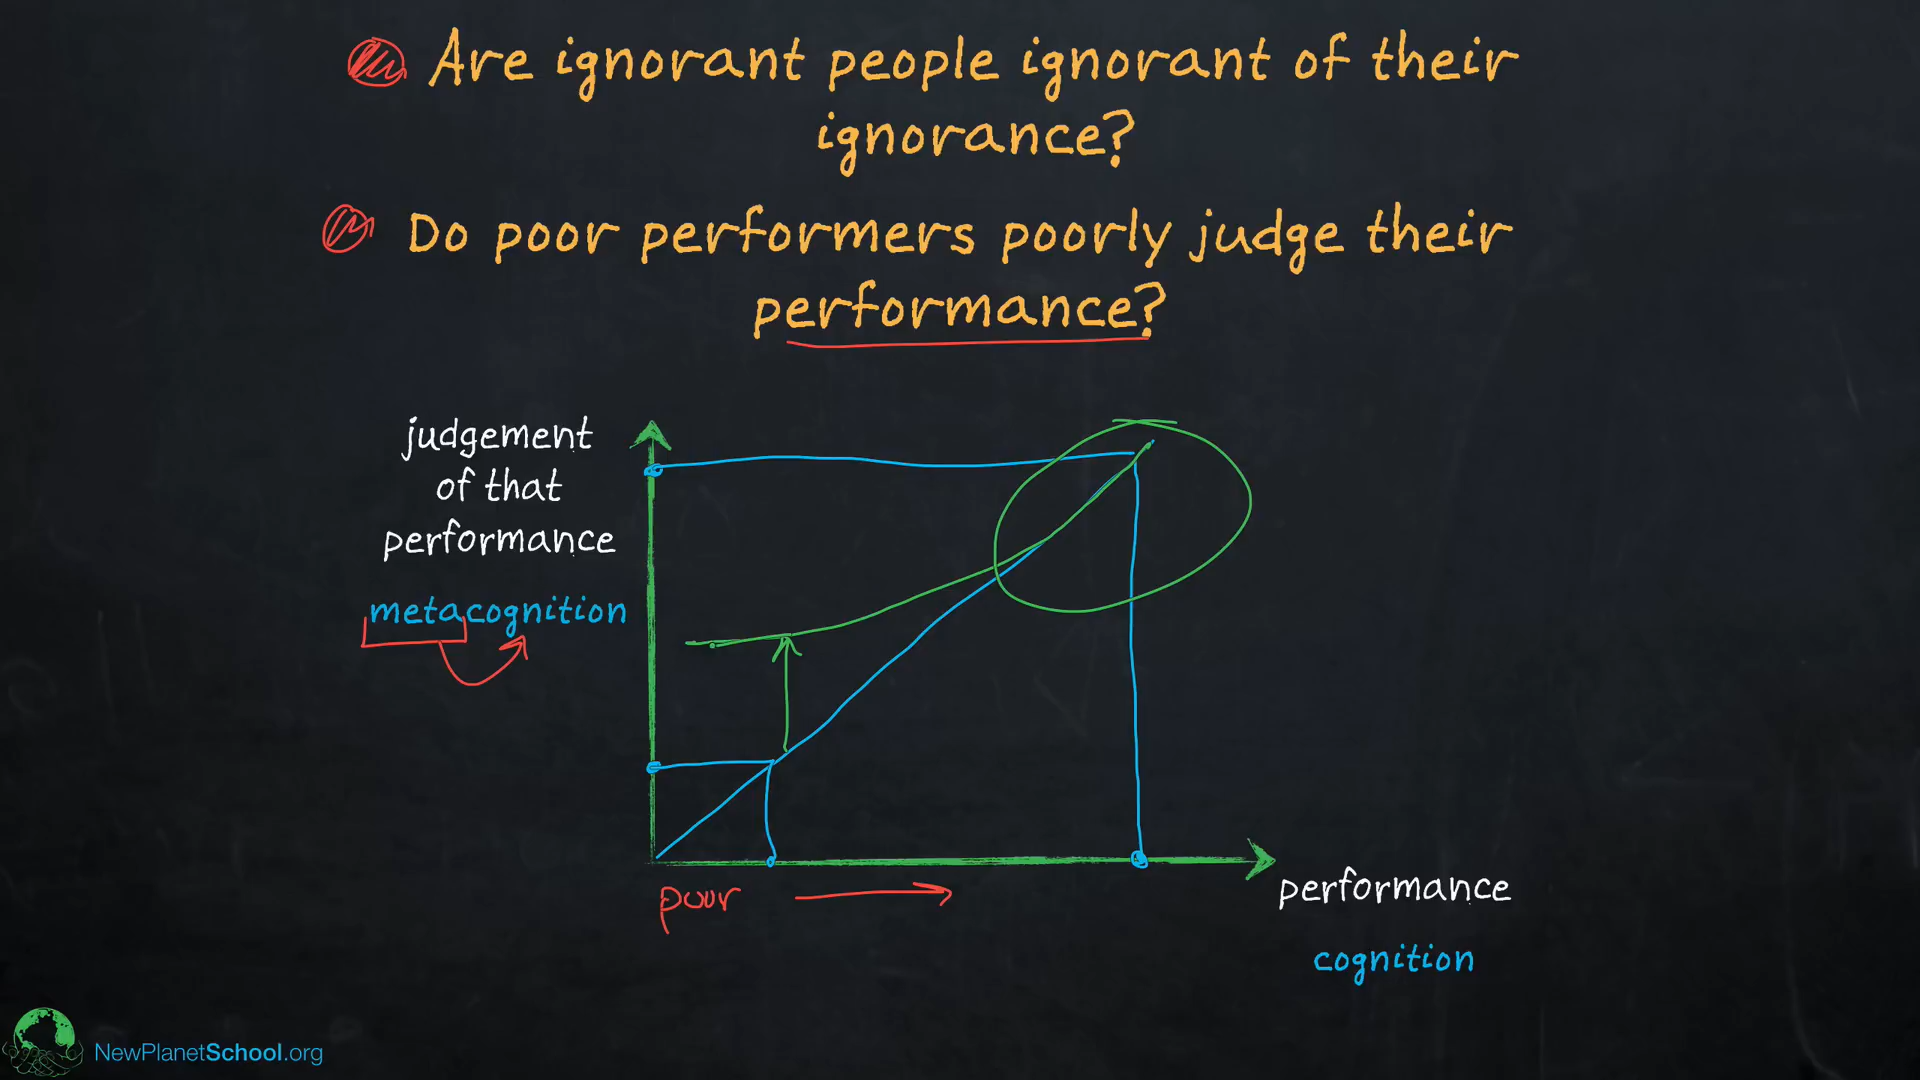 Are ignorant people ignorant of their
ignorance?
Do poor performers poorly judge their
performance?
judgement
of that
performance
metacognition
poor
performance
cognition
NewPlanetSchool.org